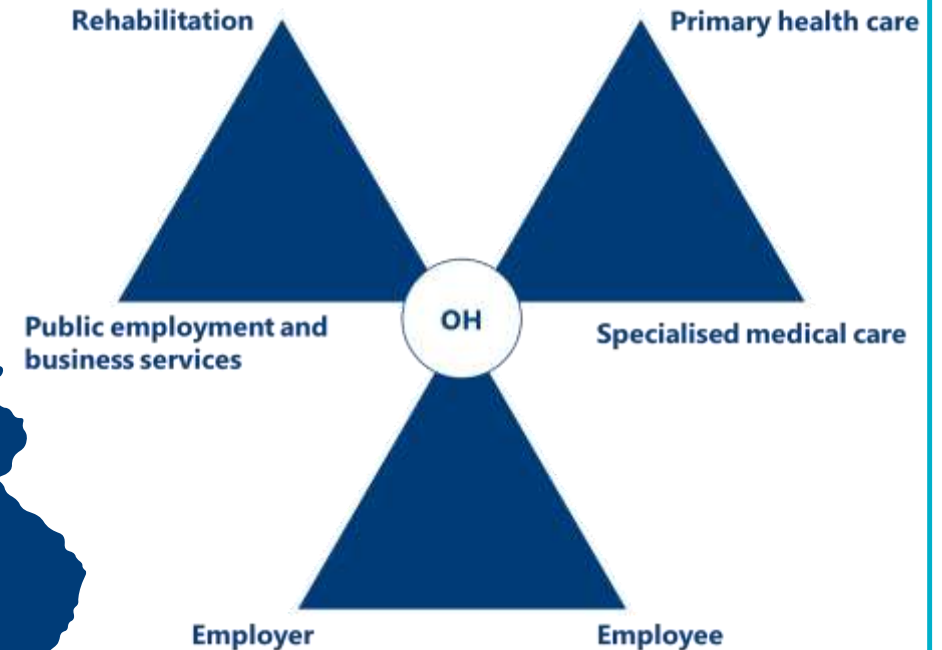 Rehabilitation
Primary health care
OH
Public employment and
business services
Specialised medical care
Employer
Employee